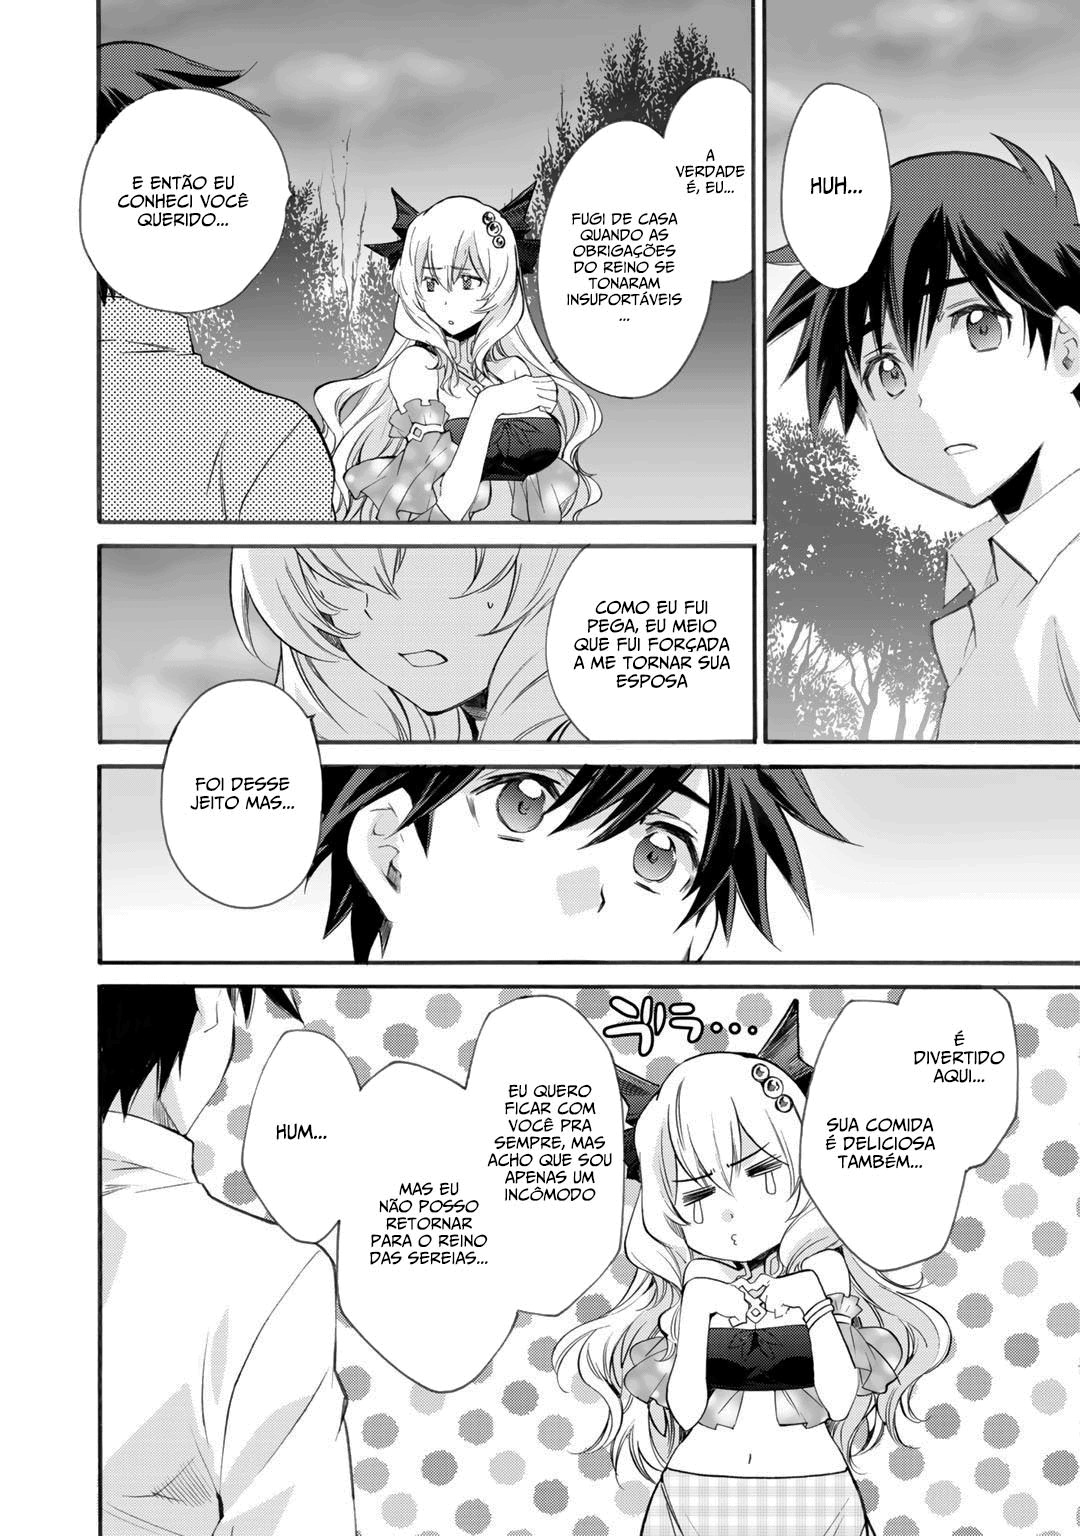 HUH...
A
VERDADE
É, EU...
FUGI DE CASA
QUANDO AS
OBRIGAÇÕES
DO REINO SE
TONARAM
INSUPORTÁVEIS
...
E ENTÃO EU
CONHECI VOCÊ
QUERIDO...
COMO EU FUI
PEGA, EU MEIO
QUE FUI FORÇADA
A ME TORNAR SUA
ESPOSA
FOI DESSE
JEITO MAS...
É
DIVERTIDO
AQUI...
SUA COMIDA
É DELICIOSA
TAMBÉM...
ヅラ...
EU QUERO
FICAR COM
VOCÊ PRA
SEMPRE, MAS
ACHO QUE SOU
APENAS UM
INCÔMODO
MAS EU
NÃO POSSO
RETORNAR
PARA O REINO
DAS SEREIAS...
HUM...